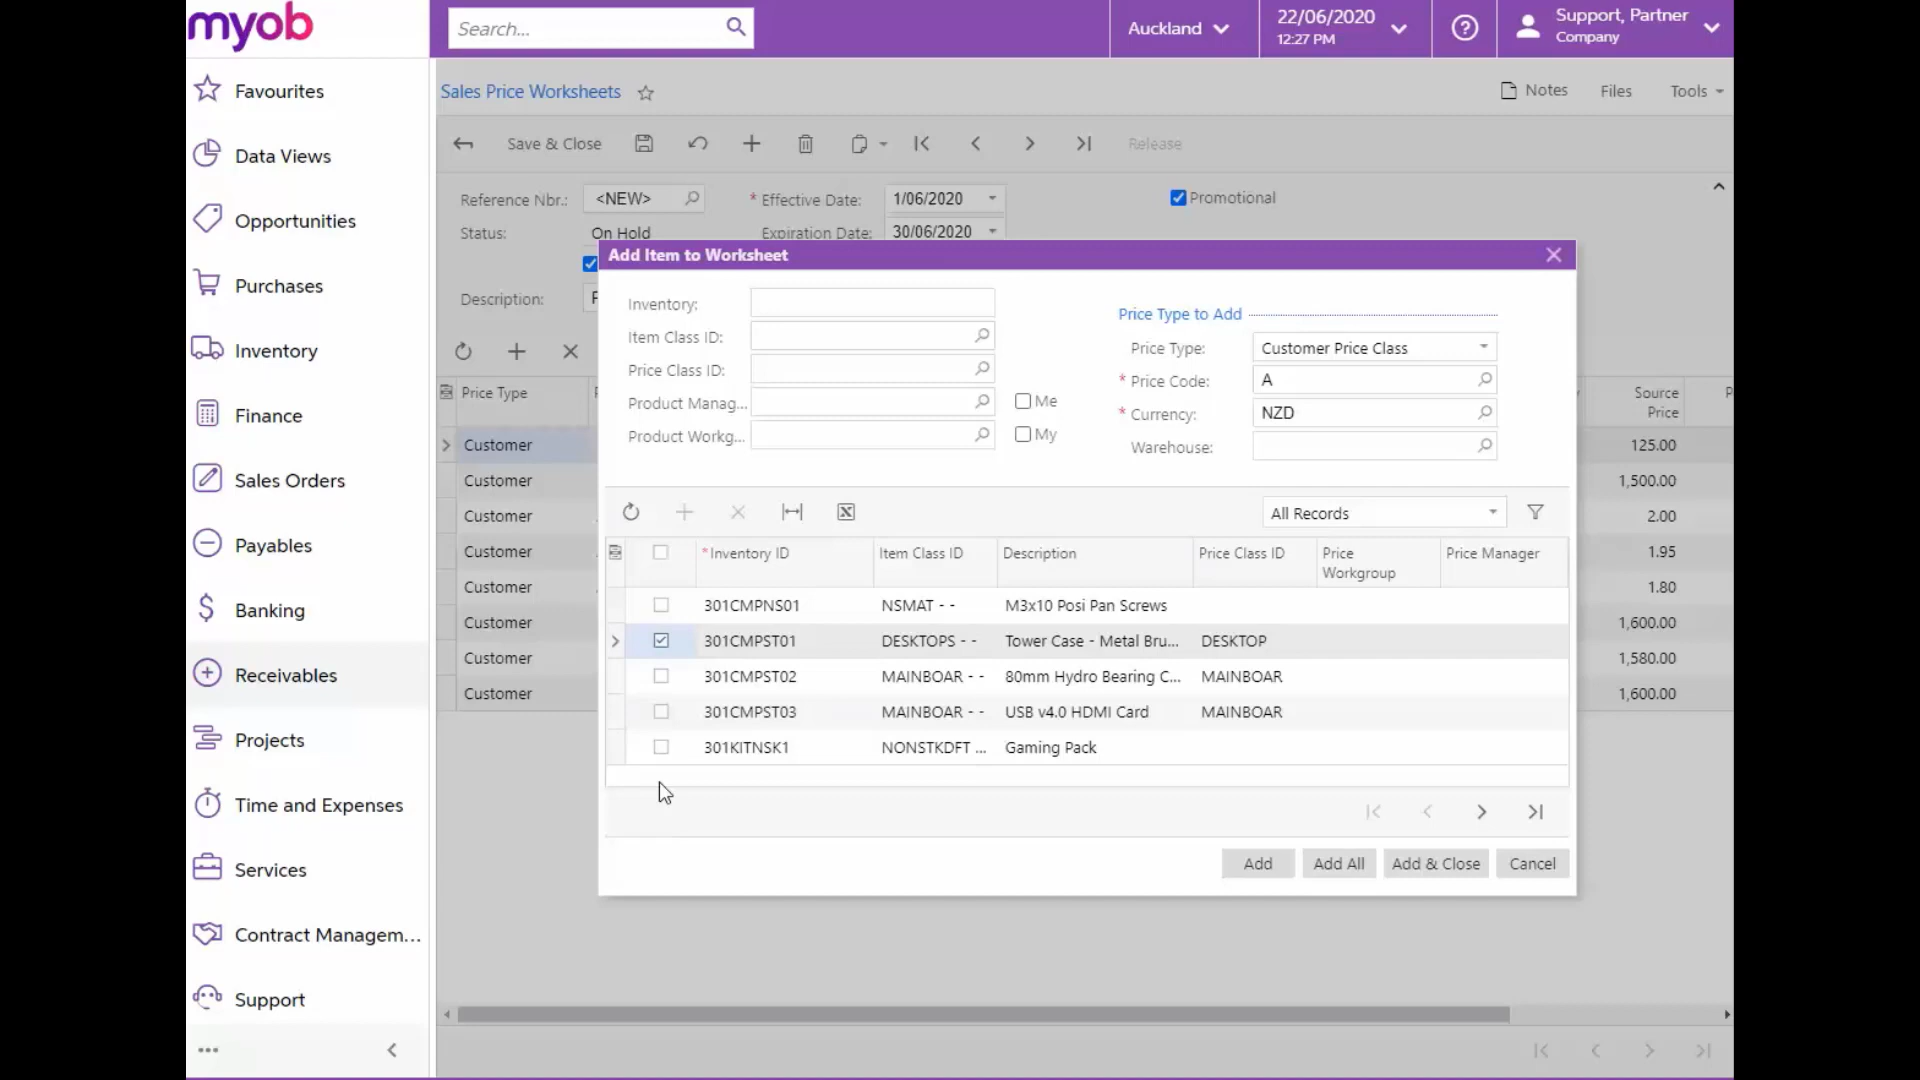 myob
Search...
Auckland
22/06/2020
12:27 PM
Support, Partner
Company
Favourites
Data Views
Opportunities
Purchases
Inventory
Finance
Sales Orders
Payables
Banking
Receivables
Projects
Time and Expenses
Services
Contract Managem...
Support
Sales Price Worksheets
Notes
Files
Tools
Save & Close
Release
Reference Nbr.: <NEW>
* Effective Date: 1/06/2020
Promotional
Status: On Hold
Expiration Date: 30/06/2020
Description:
Price Type
Source Price
Customer 125.00
Customer 1,500.00
Customer 2.00
Customer 1.95
Customer 1.80
Customer 1,600.00
Customer 1,580.00
Customer 1,600.00
Add Item to Worksheet
Inventory:
Item Class ID:
Price Class ID:
Product Manag...
Me
Product Workg...
My
Price Type to Add
Price Type: Customer Price Class
* Price Code: A
* Currency: NZD
Warehouse:
All Records
* Inventory ID Item Class ID Description Price Class ID Price Workgroup Price Manager
301CMPNS01 NSMAT - - M3x10 Posi Pan Screws
301CMPST01 DESKTOPS - - Tower Case - Metal Bru... DESKTOP
301CMPST02 MAINBOAR - - 80mm Hydro Bearing C... MAINBOAR
301CMPST03 MAINBOAR - - USB v4.0 HDMI Card MAINBOAR
301KITNSK1 NONSTKDFT ... Gaming Pack
Add
Add All
Add & Close
Cancel